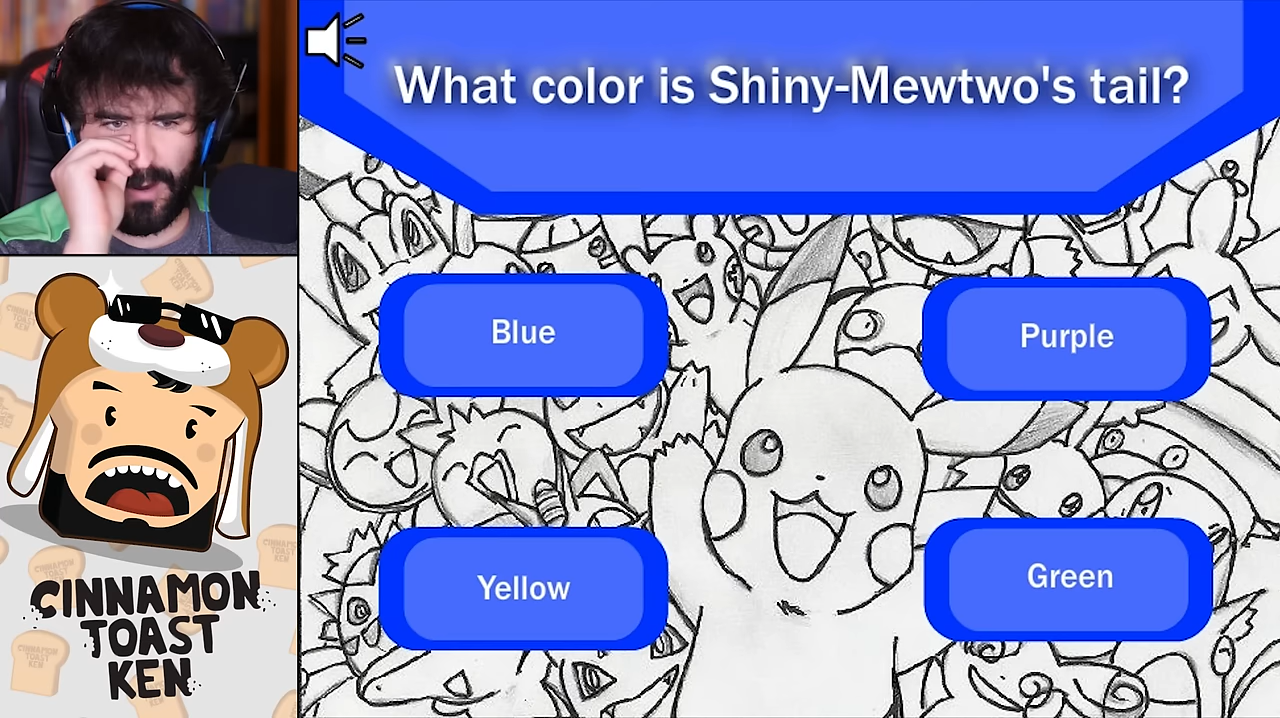 What color is Shiny-Mewtwo's tail?
Blue
Purple
Yellow
Green
CINNAMON
TOAST
KEN